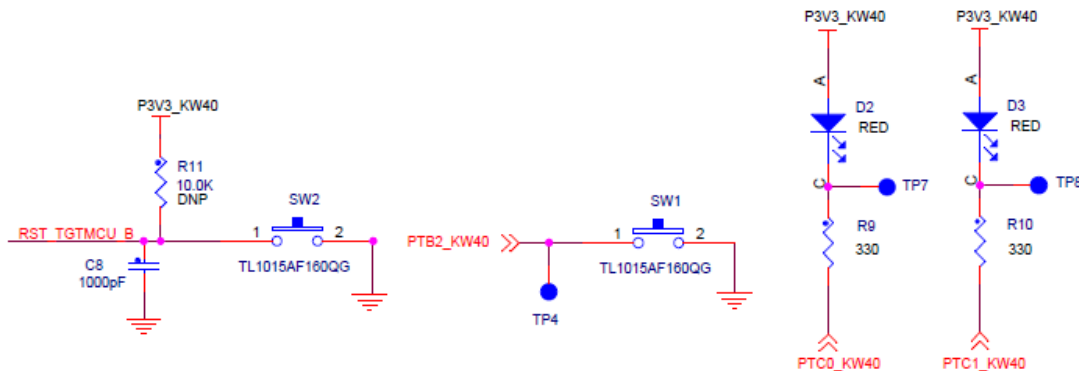 P3V3_KW40
R11
10.0K
DNP
RST_TGTMCU_B
C8
1000pF
SW2
1
2
TL1015AF160QG
PTB2_KW40
TP4
SW1
1
2
TL1015AF160QG
P3V3_KW40
A
D2
RED
C
TP7
R9
330
PTC0_KW40
P3V3_KW40
A
D3
RED
C
TP8
R10
330
PTC1_KW40